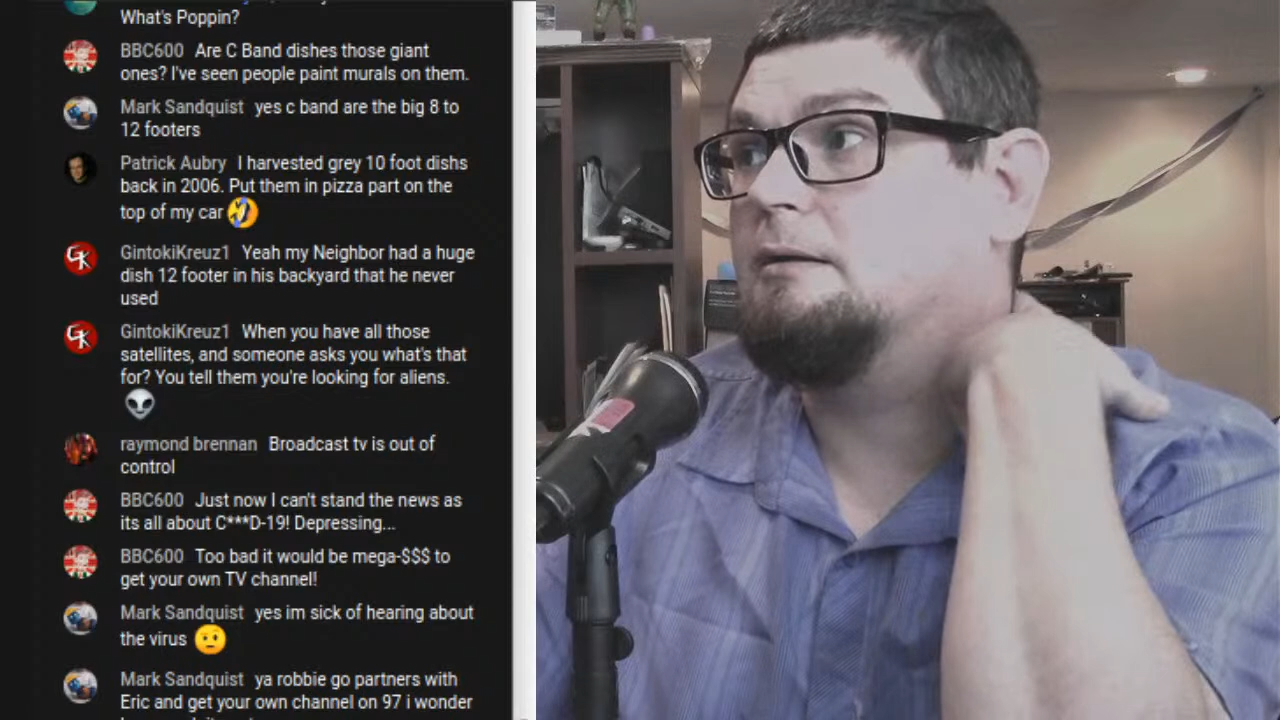 What's Poppin?
BBC600 Are C Band dishes those giant
ones? I've seen people paint murals on them.
Mark Sandquist yes c band are the big 8 to
12 footers
Patrick Aubry I harvested grey 10 foot dishs
back in 2006. Put them in pizza part on the
top of my car 🤣
GK
GintokiKreuz1 Yeah my Neighbor had a huge
dish 12 footer in his backyard that he never
used
GK
GintokiKreuz1 When you have all those
satellites, and someone asks you what's that
for? You tell them you're looking for aliens.
👽
raymond brennan Broadcast tv is out of
control
BBC600 Just now I can't stand the news as
its all about C***D-19! Depressing...
BBC600 Too bad it would be mega-$$$ to
get your own TV channel!
Mark Sandquist yes im sick of hearing about
the virus 🤨
Mark Sandquist ya robbie go partners with
Eric and get your own channel on 97 i wonder